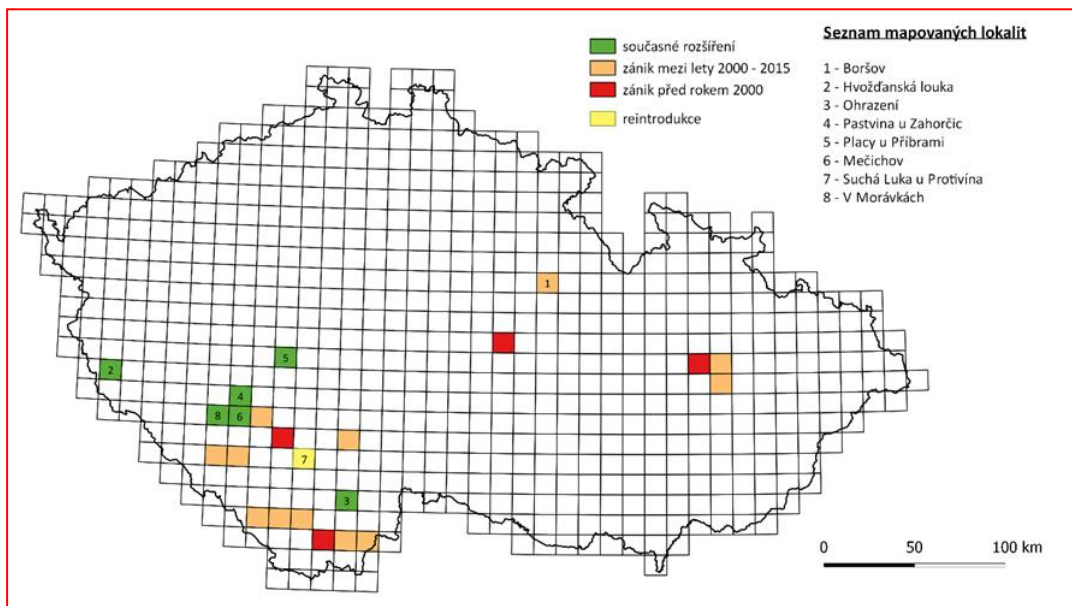 současné rozšíření
zánik mezi lety 2000 - 2015
zánik před rokem 2000
reintrodukce
Seznam mapovaných lokalit
1 - Boršov
2 - Hvožďanská louka
3 - Ohrazení
4 - Pastvina u Zahorčic
5 - Placy u Příbrami
6 - Mečichov
7 - Suchá Luka u Protivína
8 - V Morávkách
1
5
2
4
8 6
7
3
0 50 100 km